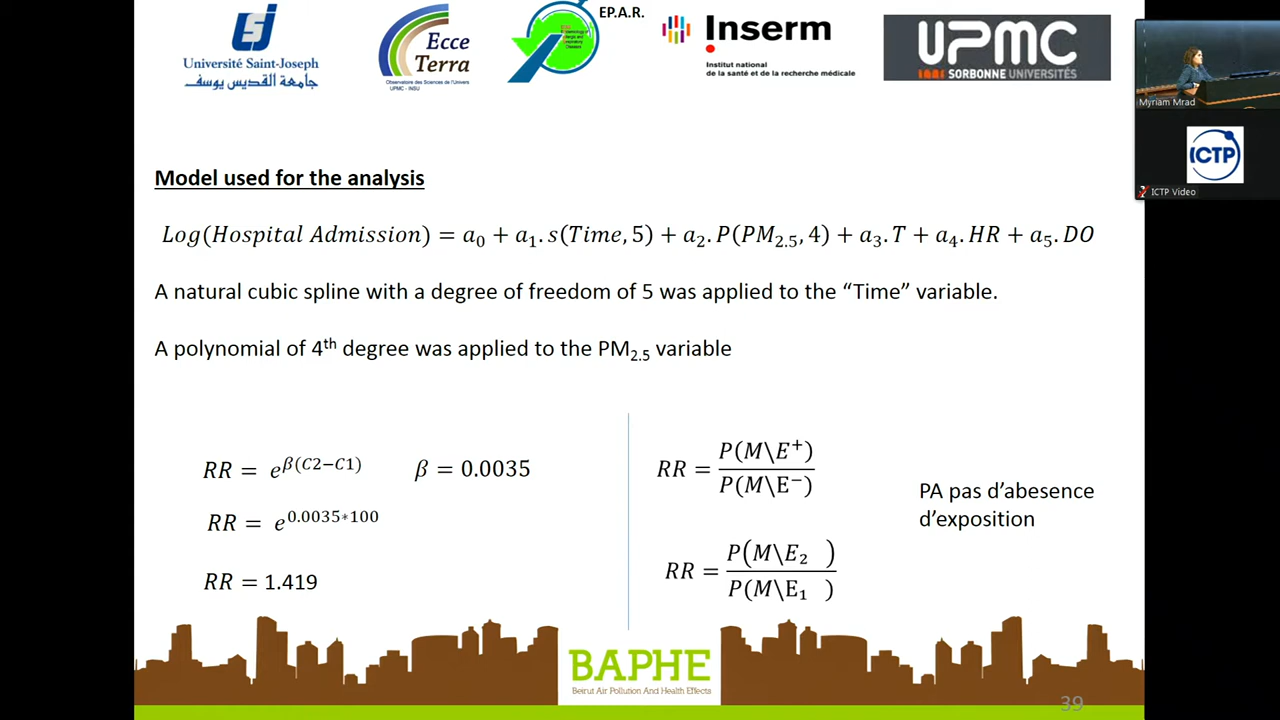 EP.A.R.
Université Saint-Joseph
جامعة القديس يوسف
Ecce
Terra
Observatoire des Sciences de l'Univers
UPMC - INSU
Inserm
Institut national
de la santé et de la recherche médicale
UPMC
SORBONNE UNIVERSITÉS
Myriam Mrad
ICTP
ICTP Video
Model used for the analysis
Log(Hospital Admission) = a₀ + a₁. s(Time, 5) + a₂. P(PM₂.₅, 4) + a₃. T + a₄. HR + a₅. DO
A natural cubic spline with a degree of freedom of 5 was applied to the “Time” variable.
A polynomial of 4th degree was applied to the PM₂.₅ variable
RR = e^β(C2−C1) β = 0.0035
RR = e^0.0035∗100
RR = 1.419
RR = P(M\E⁺) / P(M\E⁻)
RR = P(M\E₂ ) / P(M\E₁ )
PA pas d’abesence
d’exposition
BAPHE
Beirut Air Pollution And Health Effects
39